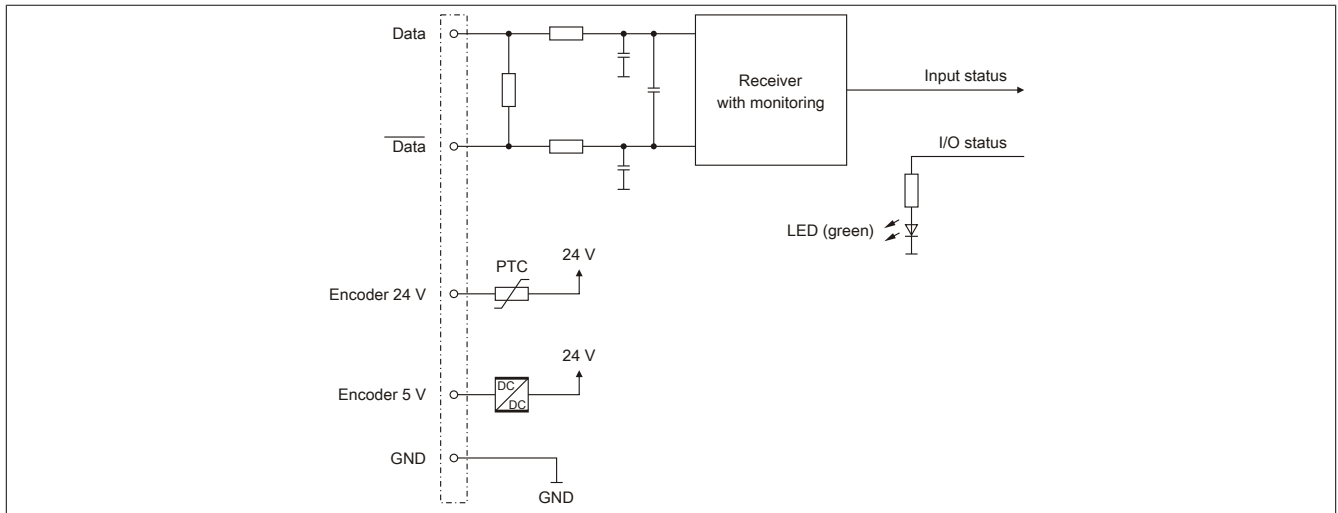 Data
Receiver
with monitoring
Input status
Data
I/O status
LED (green)
24 V
PTC
Encoder 24 V
24 V
DC
DC
Encoder 5 V
GND
GND